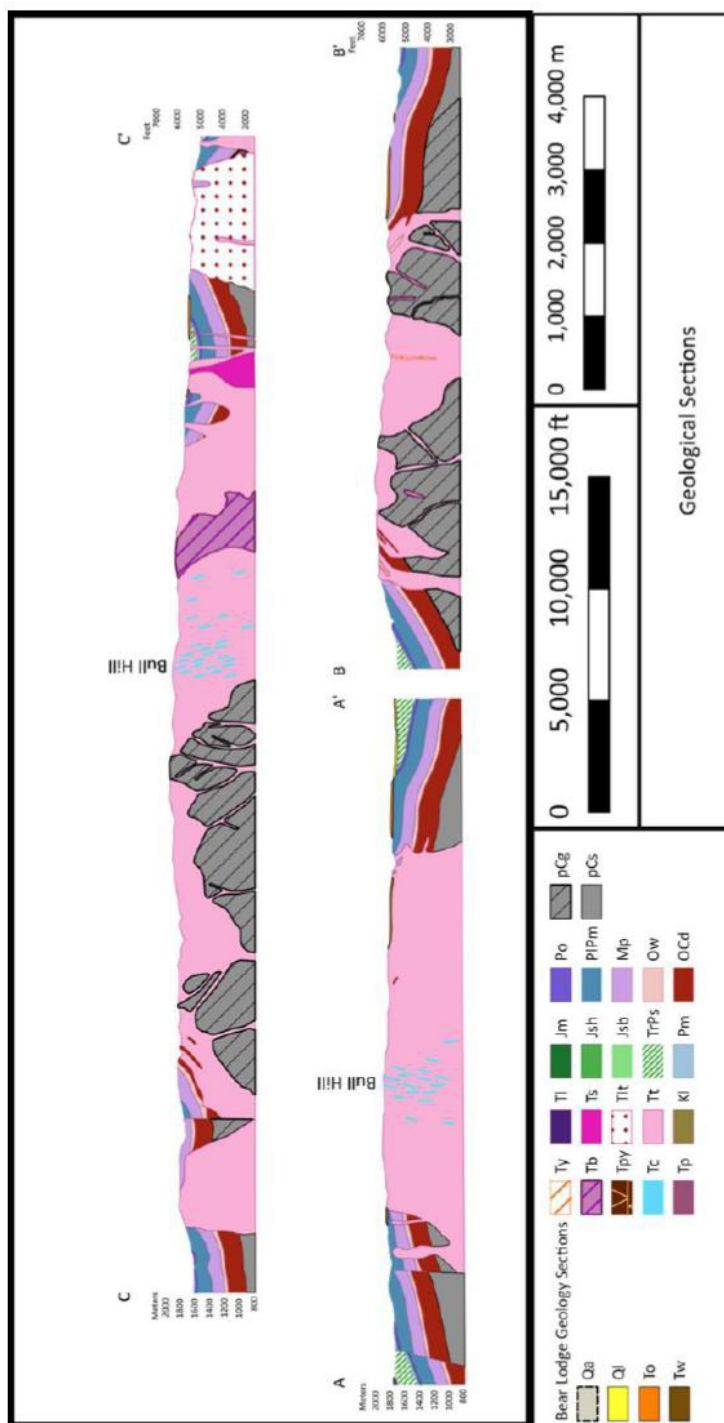 C
C'
Bull Hill
Meters
2000
1800
1600
1400
1200
1000
800
Feet
7000
6000
5000
4000
3000
A
A'
Bull Hill
Meters
2000
1800
1600
1400
1200
1000
800
B
B'
Feet
7000
6000
5000
4000
3000
Bear Lodge Geology Sections
Qa
Ql
To
Tw
Ty
Tb
Tpy
Tc
Tp
Tl
Ts
Tlt
Tt
Kl
Jm
Jsh
Jsb
TrPs
Pm
Po
PlPm
Mp
Ow
OCd
pCg
pCs
0 5,000 10,000 15,000 ft
0 1,000 2,000 3,000 4,000 m
Geological Sections